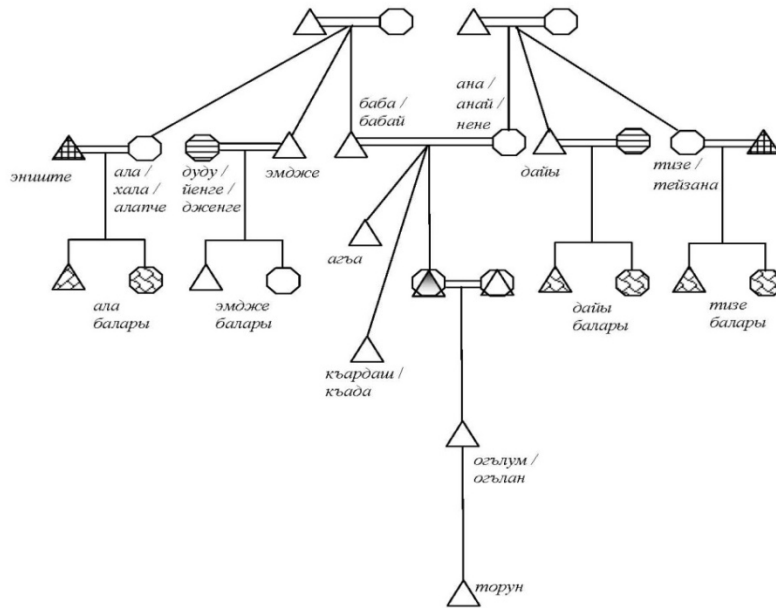 баба /
бабай
ана /
анай /
нене
эниште
ала /
хала /
алапче
дуду /
йенге /
дженге
эмдже
дайы
тизе /
тейзана
ала
балары
эмдже
балары
агъа
дайы
балары
тизе
балары
къардаш /
къада
огълум /
огълан
торун